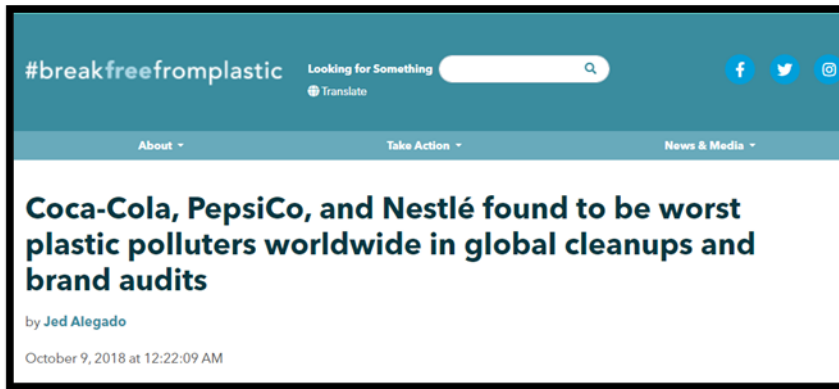 #breakfreefromplastic
Looking for Something
Translate
About
Take Action
News & Media
Coca-Cola, PepsiCo, and Nestlé found to be worst
plastic polluters worldwide in global cleanups and
brand audits
by Jed Alegado
October 9, 2018 at 12:22:09 AM